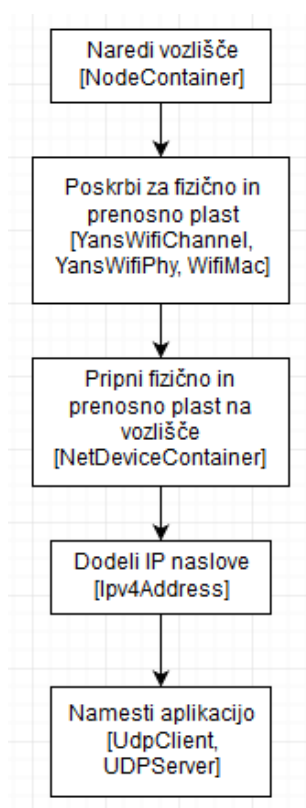 Naredi vozlišče
[NodeContainer]
Poskrbi za fizično in
prenosno plast
[YansWifiChannel,
YansWifiPhy, WifiMac]
Pripni fizično in
prenosno plast na
vozlišče
[NetDeviceContainer]
Dodeli IP naslove
[Ipv4Address]
Namesti aplikacijo
[UdpClient,
UDPServer]